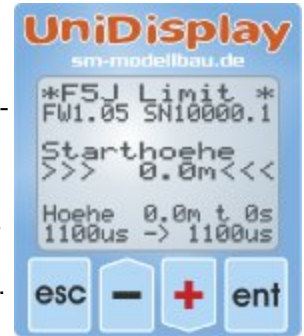 UniDisplay
sm-modellbau.de
*F5J Limit *
FW1.05 SN10000.1
Starthoehe
>>> 0.0m<<<
Hoehe 0.0m t 0s
1100us -> 1100us
esc - + ent